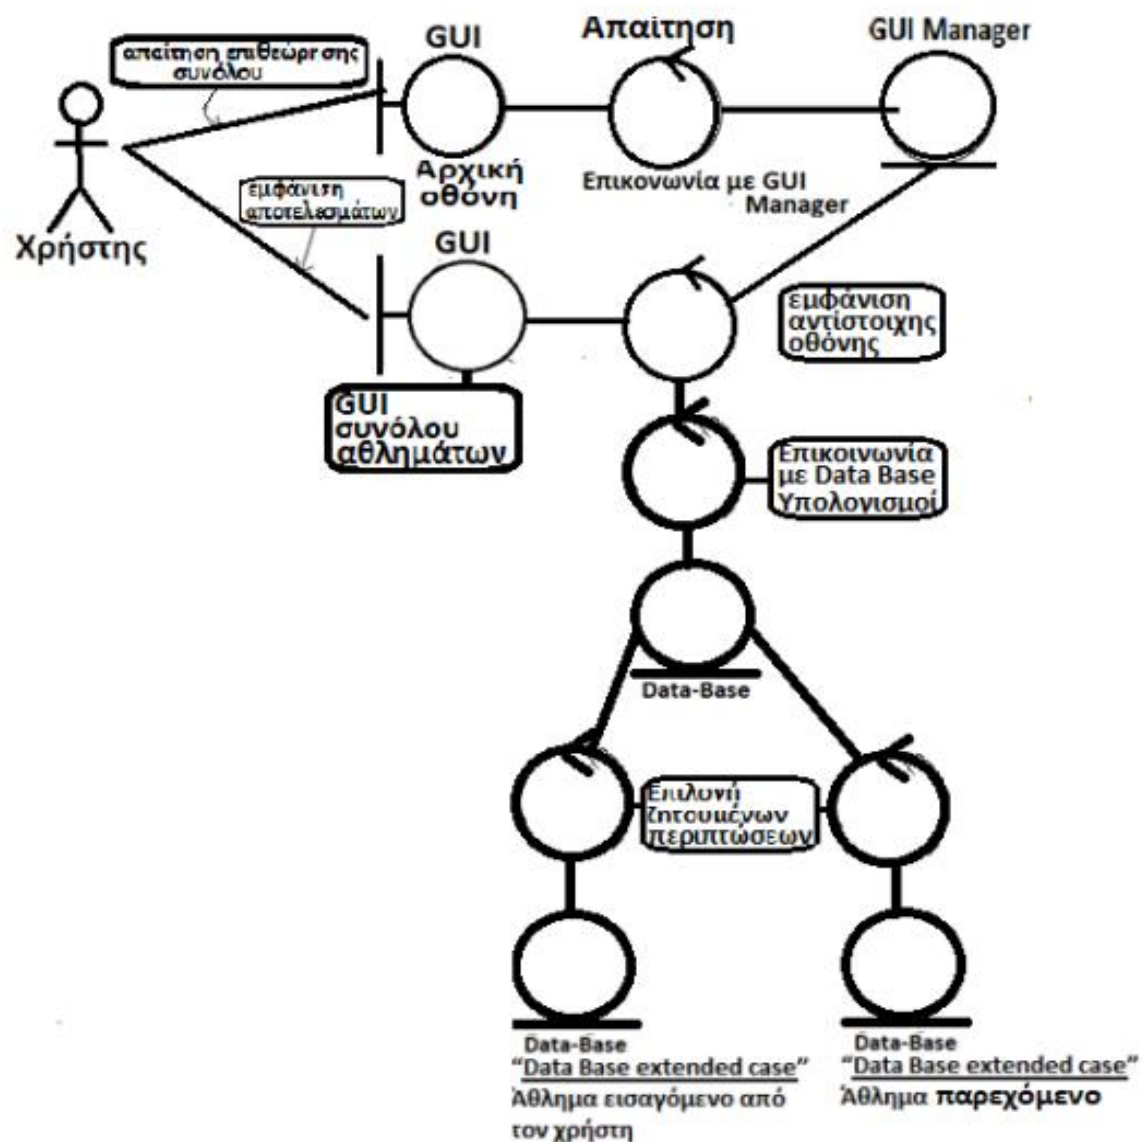 GUI
Απαίτηση
GUI Manager
απαίτηση επιθεώρησης
συνόλου
Αρχική
οθόνη
Επικονωνία με GUI
Manager
εμφάνιση
αποτελεσμάτων
Χρήστης
GUI
εμφάνιση
αντίστοιχης
οθόνης
GUI
συνόλου
αθλημάτων
Επικοινωνία
με Data Base
Υπολογισμοί
Data-Base
Επιλογή
ζητουμένων
περιπτώσεων
Data-Base
"Data Base extended case"
Άθλημα εισαγόμενο από
τον χρήστη
Data-Base
"Data Base extended case"
Άθλημα παρεχόμενο